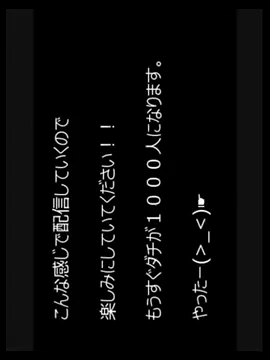 こんな感じで配信していくので
楽しみにしていてください！！
もうすぐダチが１０００人になります。
やったー(＞_＜)☛